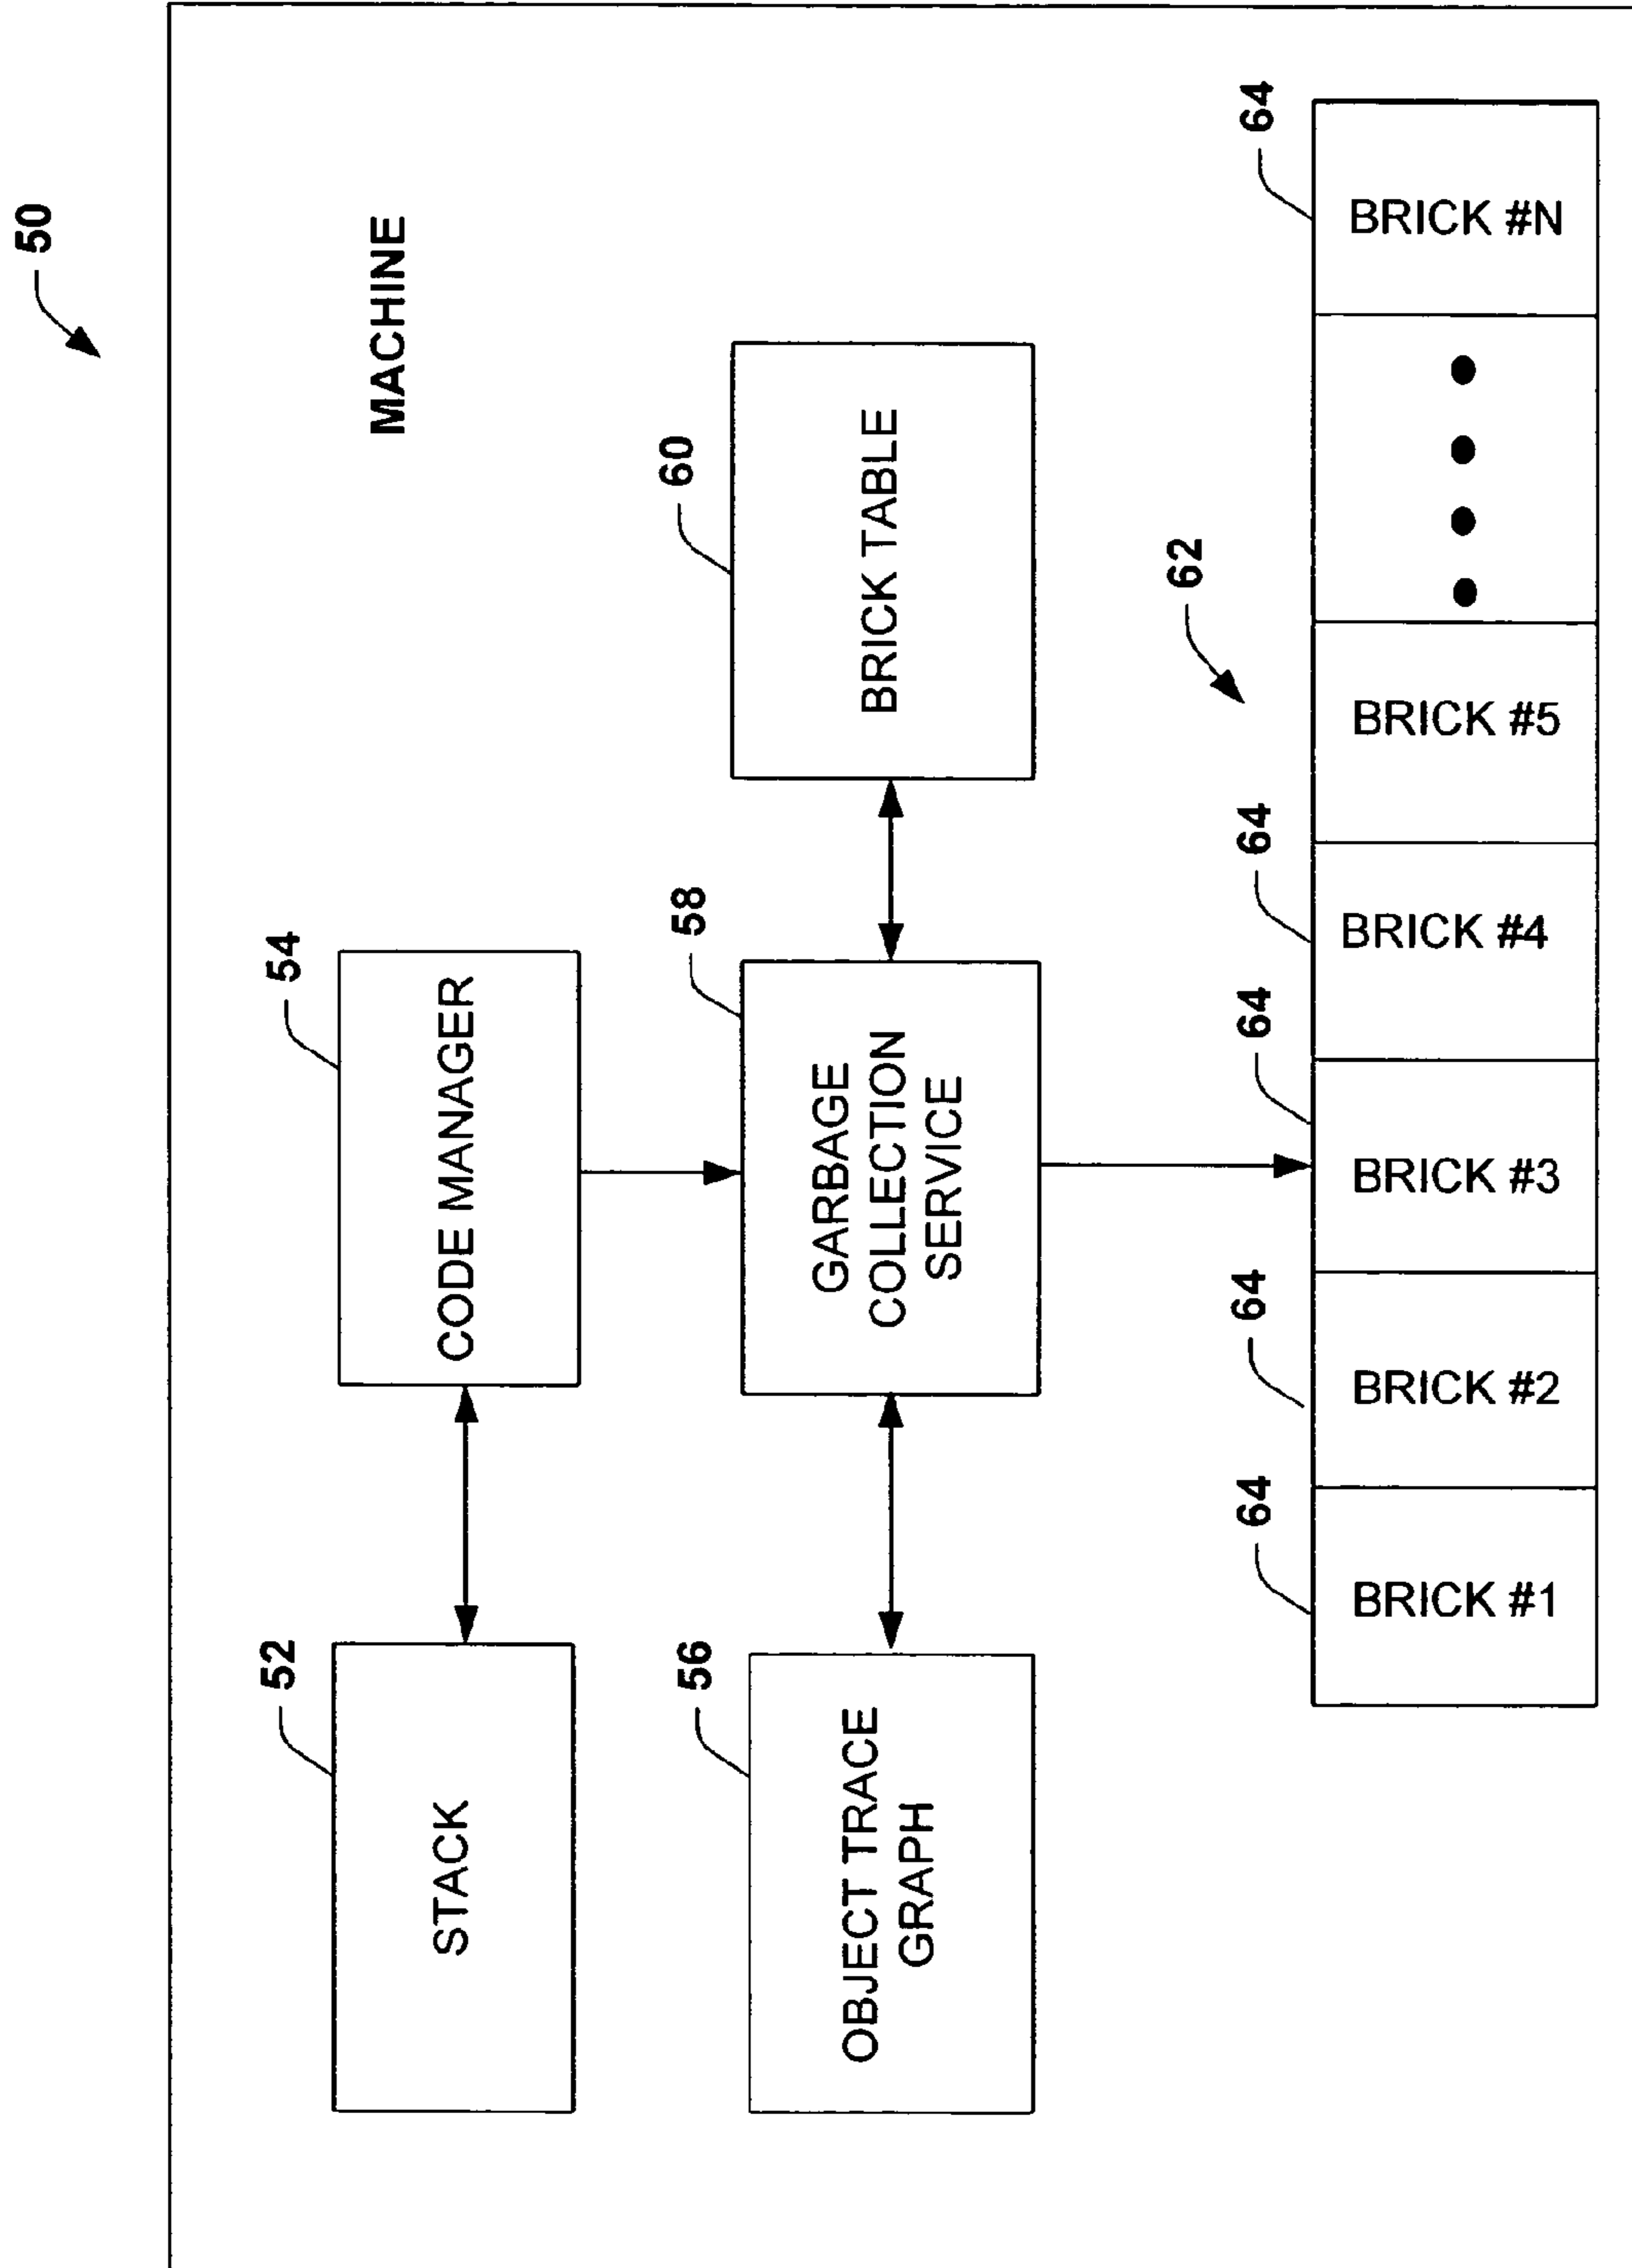 50
MACHINE
52
54
STACK
CODE MANAGER
56
58
60
OBJECT TRACE
GRAPH
GARBAGE
COLLECTION
SERVICE
BRICK TABLE
62
64
64
64
64
64
BRICK #1
BRICK #2
BRICK #3
BRICK #4
BRICK #5
BRICK #N